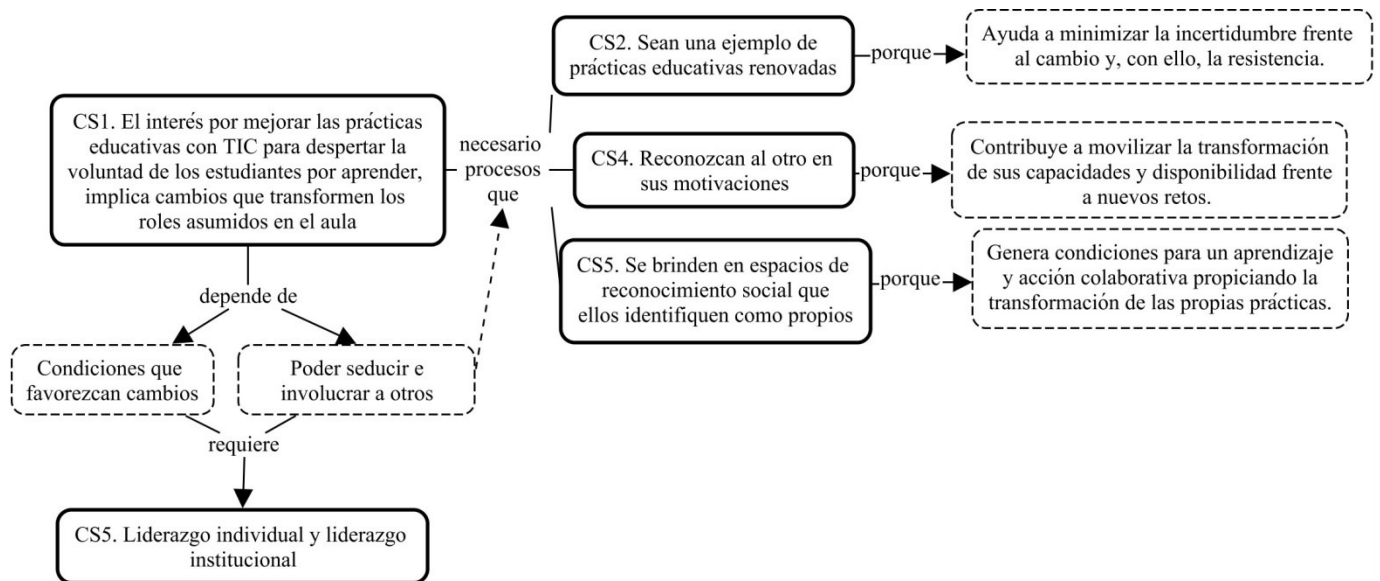 CS1. El interés por mejorar las prácticas
educativas con TIC para despertar la
voluntad de los estudiantes por aprender,
implica cambios que transformen los
roles asumidos en el aula
necesario
procesos
que
CS2. Sean una ejemplo de
prácticas educativas renovadas
porque
Ayuda a minimizar la incertidumbre frente
al cambio y, con ello, la resistencia.
CS4. Reconozcan al otro en
sus motivaciones
porque
Contribuye a movilizar la transformación
de sus capacidades y disponibilidad frente
a nuevos retos.
CS5. Se brinden en espacios de
reconocimiento social que
ellos identifiquen como propios
porque
Genera condiciones para un aprendizaje
y acción colaborativa propiciando la
transformación de las propias prácticas.
depende de
Condiciones que
favorezcan cambios
Poder seducir e
involucrar a otros
requiere
CS5. Liderazgo individual y liderazgo
institucional